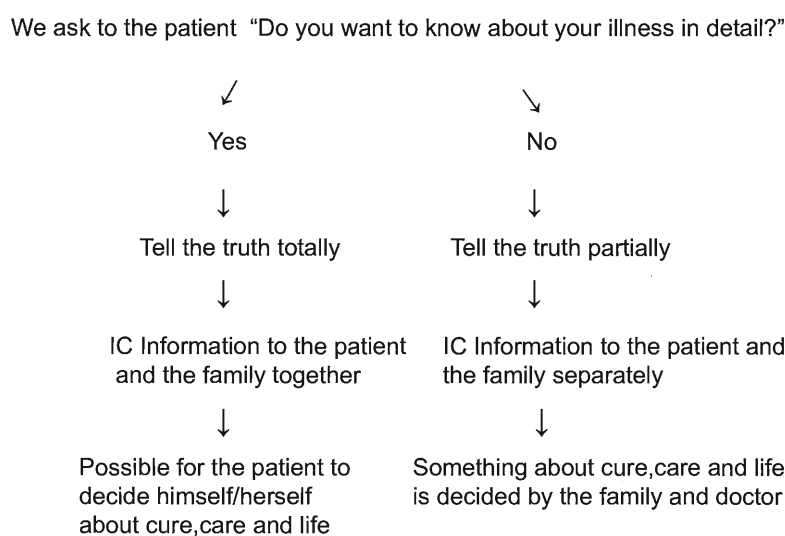 We ask to the patient “Do you want to know about your illness in detail?”
↙ ↘
Yes No
↓ ↓
Tell the truth totally Tell the truth partially
↓ ↓
IC Information to the patient
and the family together
IC Information to the patient and
the family separately
↓ ↓
Possible for the patient to
decide himself/herself
about cure,care and life
Something about cure,care and life
is decided by the family and doctor